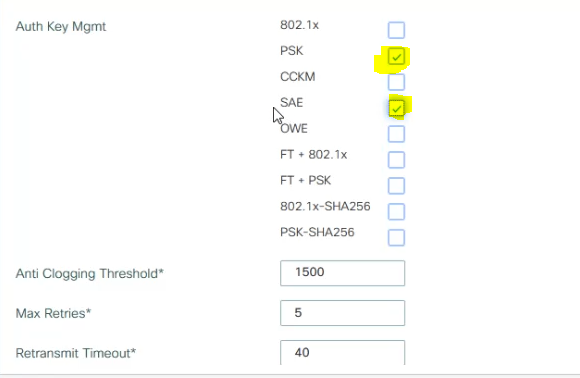 Auth Key Mgmt
802.1x
PSK
CCKM
SAE
OWE
FT + 802.1x
FT + PSK
802.1x-SHA256
PSK-SHA256
Anti Clogging Threshold* 1500
Max Retries* 5
Retransmit Timeout* 40